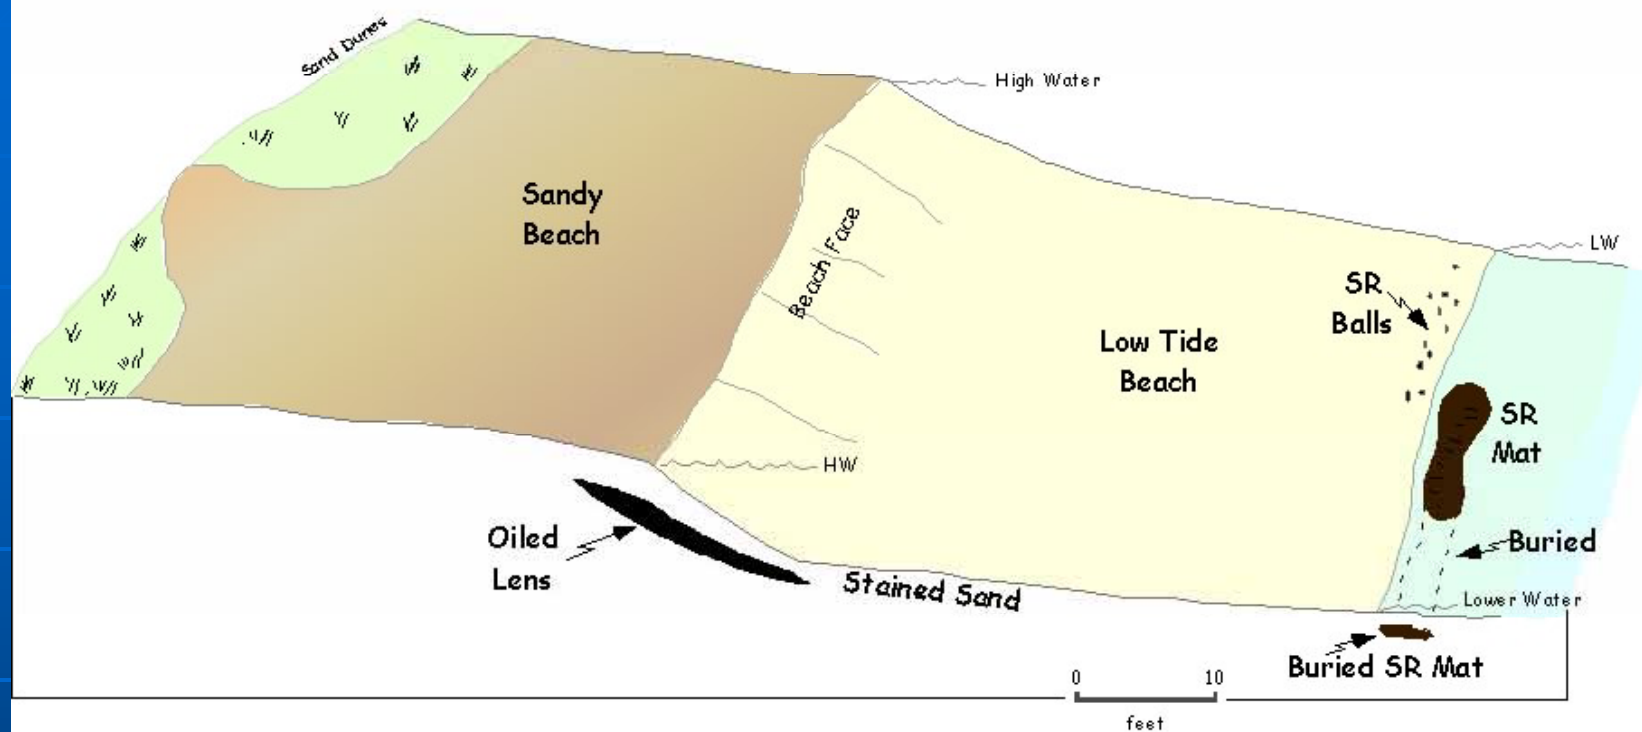 Sand Dunes
High Water
Sandy
Beach
Beach Face
LW
SR
Balls
Low Tide
Beach
SR
Mat
HW
Oiled
Lens
Buried
Stained Sand
Lower Water
Buried SR Mat
0 10
feet